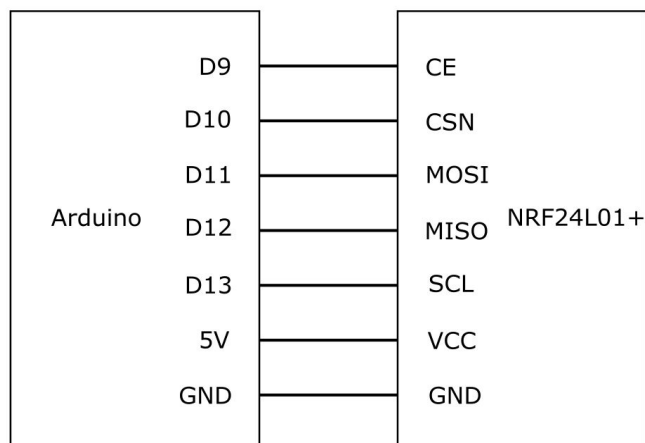 D9 CE
D10 CSN
D11 MOSI
Arduino D12 MISO NRF24L01+
D13 SCL
5V VCC
GND GND